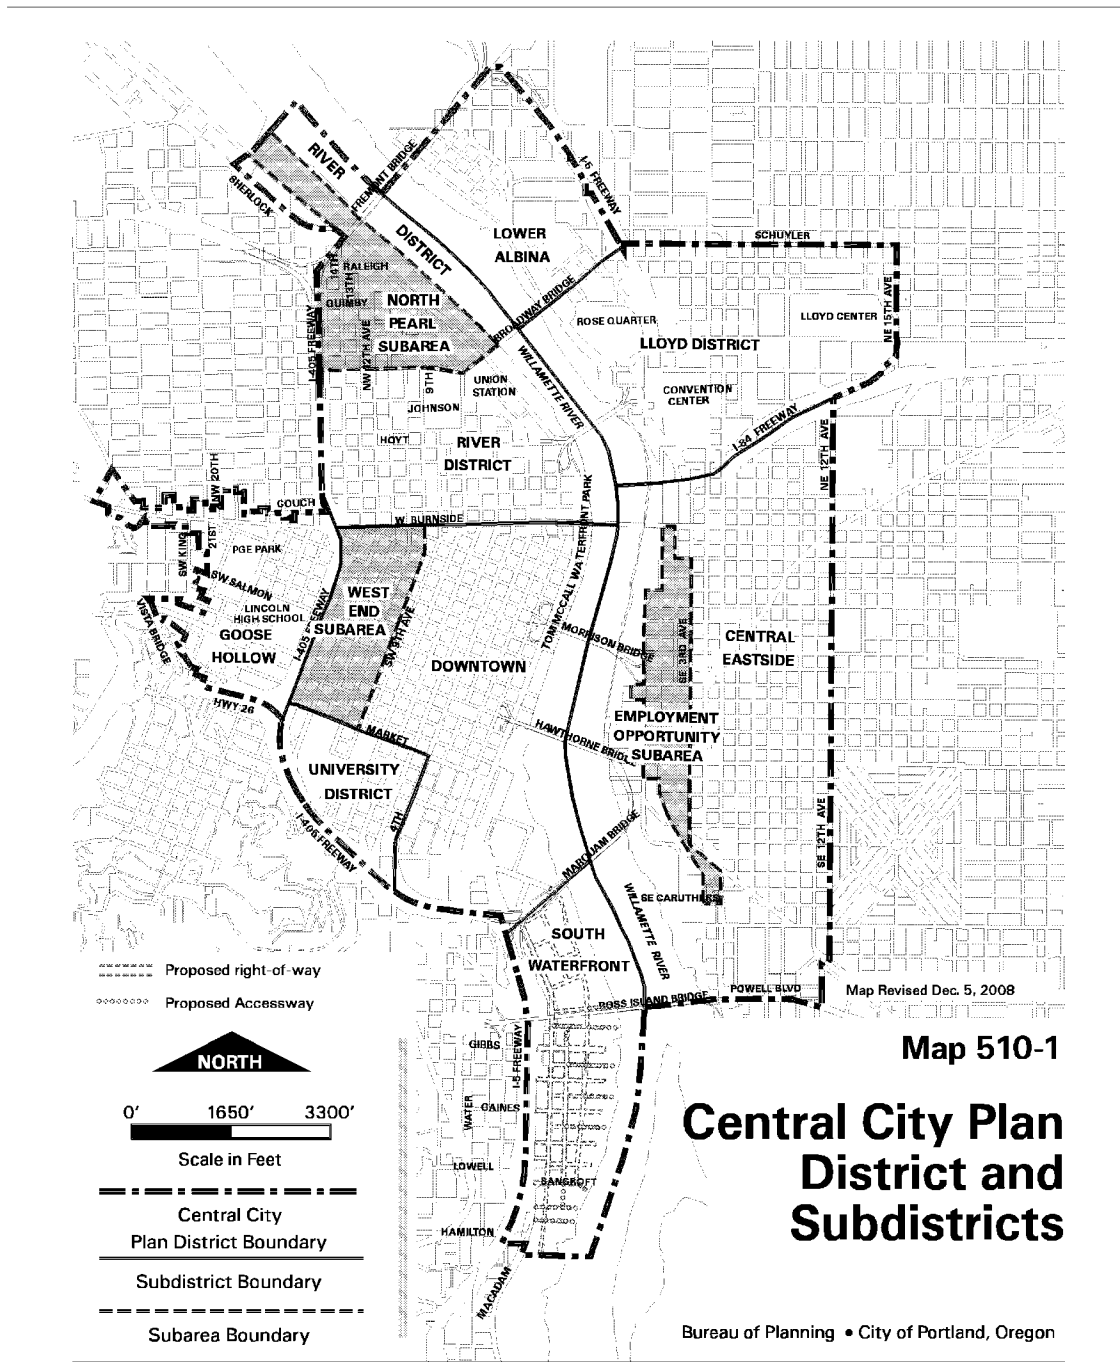 RIVER
FREMONT BRIDGE
I-5 FREEWAY
SHERLOCK
LOWER
ALBINA
SCHUYLER
DISTRICT
14TH
RALEIGH
13TH
QUIMBY
NORTH
PEARL
SUBAREA
BROADWAY BRIDGE
ROSE QUARTER
LLOYD CENTER
NE 15TH AVE
LLOYD DISTRICT
I-405 FREEWAY
NW 12TH AVE
9TH
UNION
STATION
WILLAMETTE RIVER
CONVENTION
CENTER
JOHNSON
HOYT
RIVER
DISTRICT
I-84 FREEWAY
NE 12TH AVE
NW 20TH
GOUCH
W. BURNSIDE
21ST
SW KING
PGE PARK
TOM MCCALL WATERFRONT PARK
SW SALMON
LINCOLN
HIGH SCHOOL
WEST
END
SUBAREA
VISTA BRIDGE
GOOSE
HOLLOW
I-405 FREEWAY
SW 9TH AVE
DOWNTOWN
MORRISON BRIDGE
SE 3RD AVE
CENTRAL
EASTSIDE
HWY 26
MARKET
HAWTHORNE BRIDGE
EMPLOYMENT
OPPORTUNITY
SUBAREA
UNIVERSITY
DISTRICT
4TH
I-405 FREEWAY
MARQUAM BRIDGE
SE 12TH AVE
SE CARUTHERS
WILLAMETTE RIVER
SOUTH
WATERFRONT
ROSS ISLAND BRIDGE
POWELL BLVD
Map Revised Dec. 5, 2008
Proposed right-of-way
Proposed Accessway
NORTH
0' 1650' 3300'
Scale in Feet
GIBBS
I-5 FREEWAY
WATER
GAINES
LOWELL
BANCROFT
HAMILTON
MACADAM
Map 510-1
Central City Plan
District and
Subdistricts
Central City
Plan District Boundary
Subdistrict Boundary
Subarea Boundary
Bureau of Planning • City of Portland, Oregon